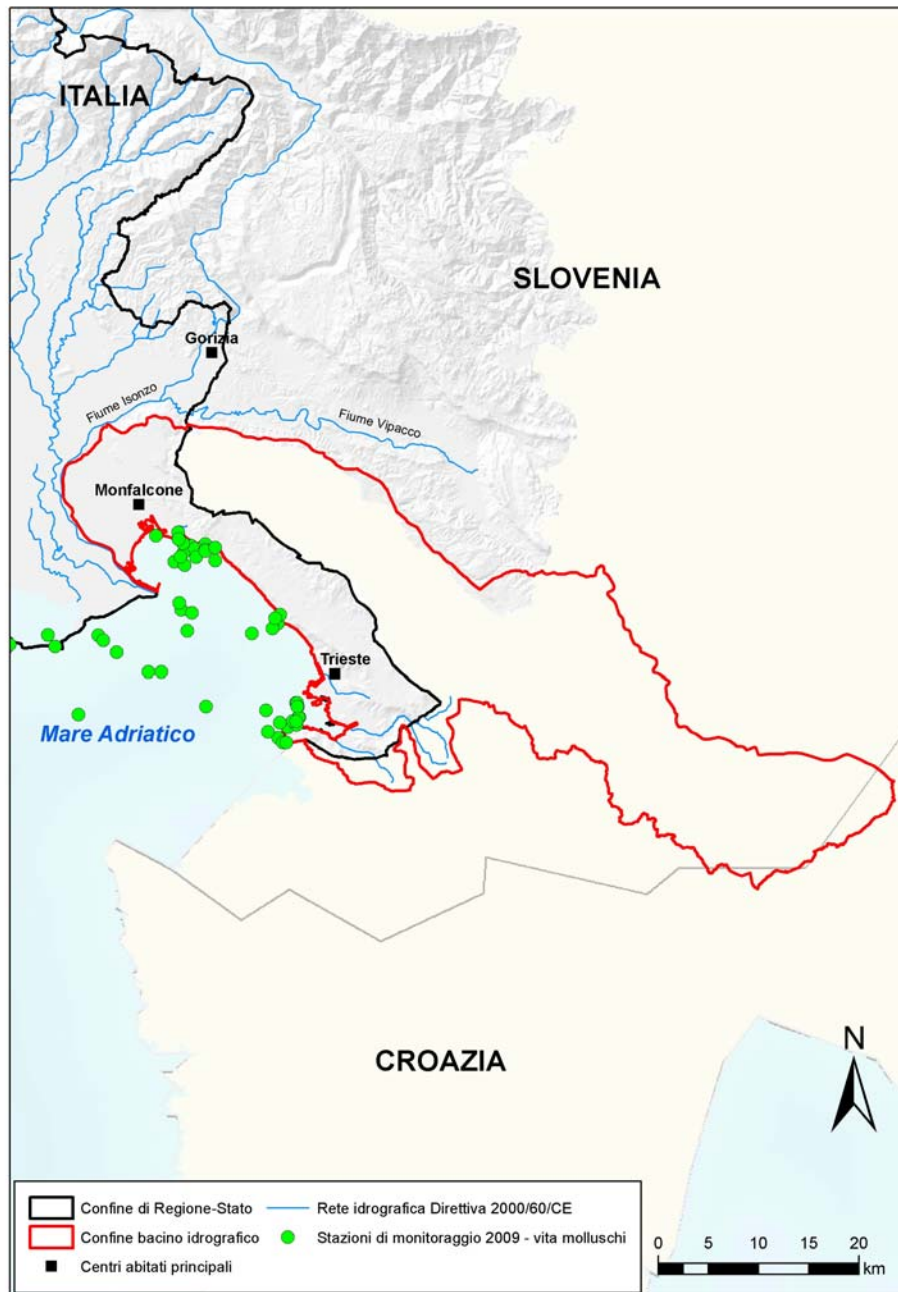 ITALIA
SLOVENIA
Gorizia
Fiume Isonzo
Fiume Vipacco
Monfalcone
Trieste
Mare Adriatico
CROAZIA
N
Confine di Regione-Stato
Rete idrografica Direttiva 2000/60/CE
Confine bacino idrografico
Stazioni di monitoraggio 2009 - vita molluschi
Centri abitati principali
0 5 10 15 20
km